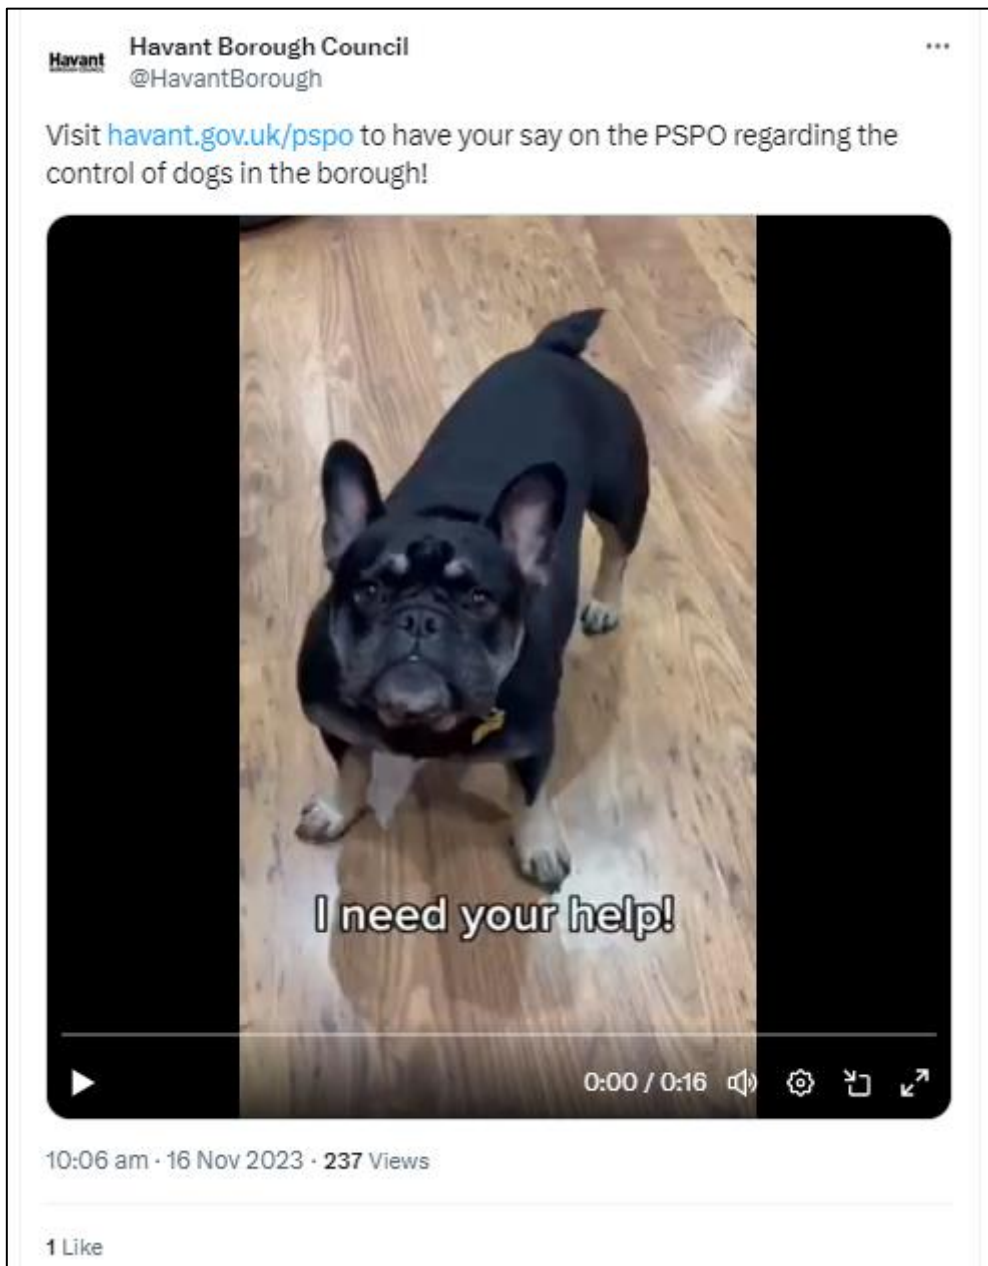 Havant
Havant Borough Council
@HavantBorough
Visit havant.gov.uk/pspo to have your say on the PSPO regarding the
control of dogs in the borough!
I need your help!
0:00 / 0:16
10:06 am · 16 Nov 2023 · 237 Views
1 Like